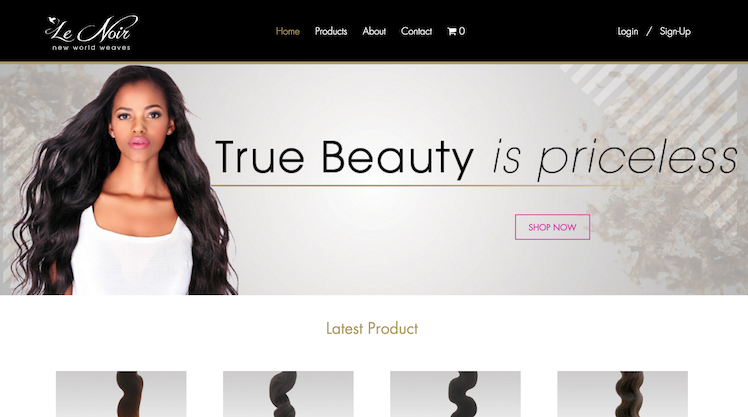 Le Noir
new world weaves
Home Products About Contact 0
Login / Sign-Up
True Beauty is priceless
SHOP NOW
Latest Product